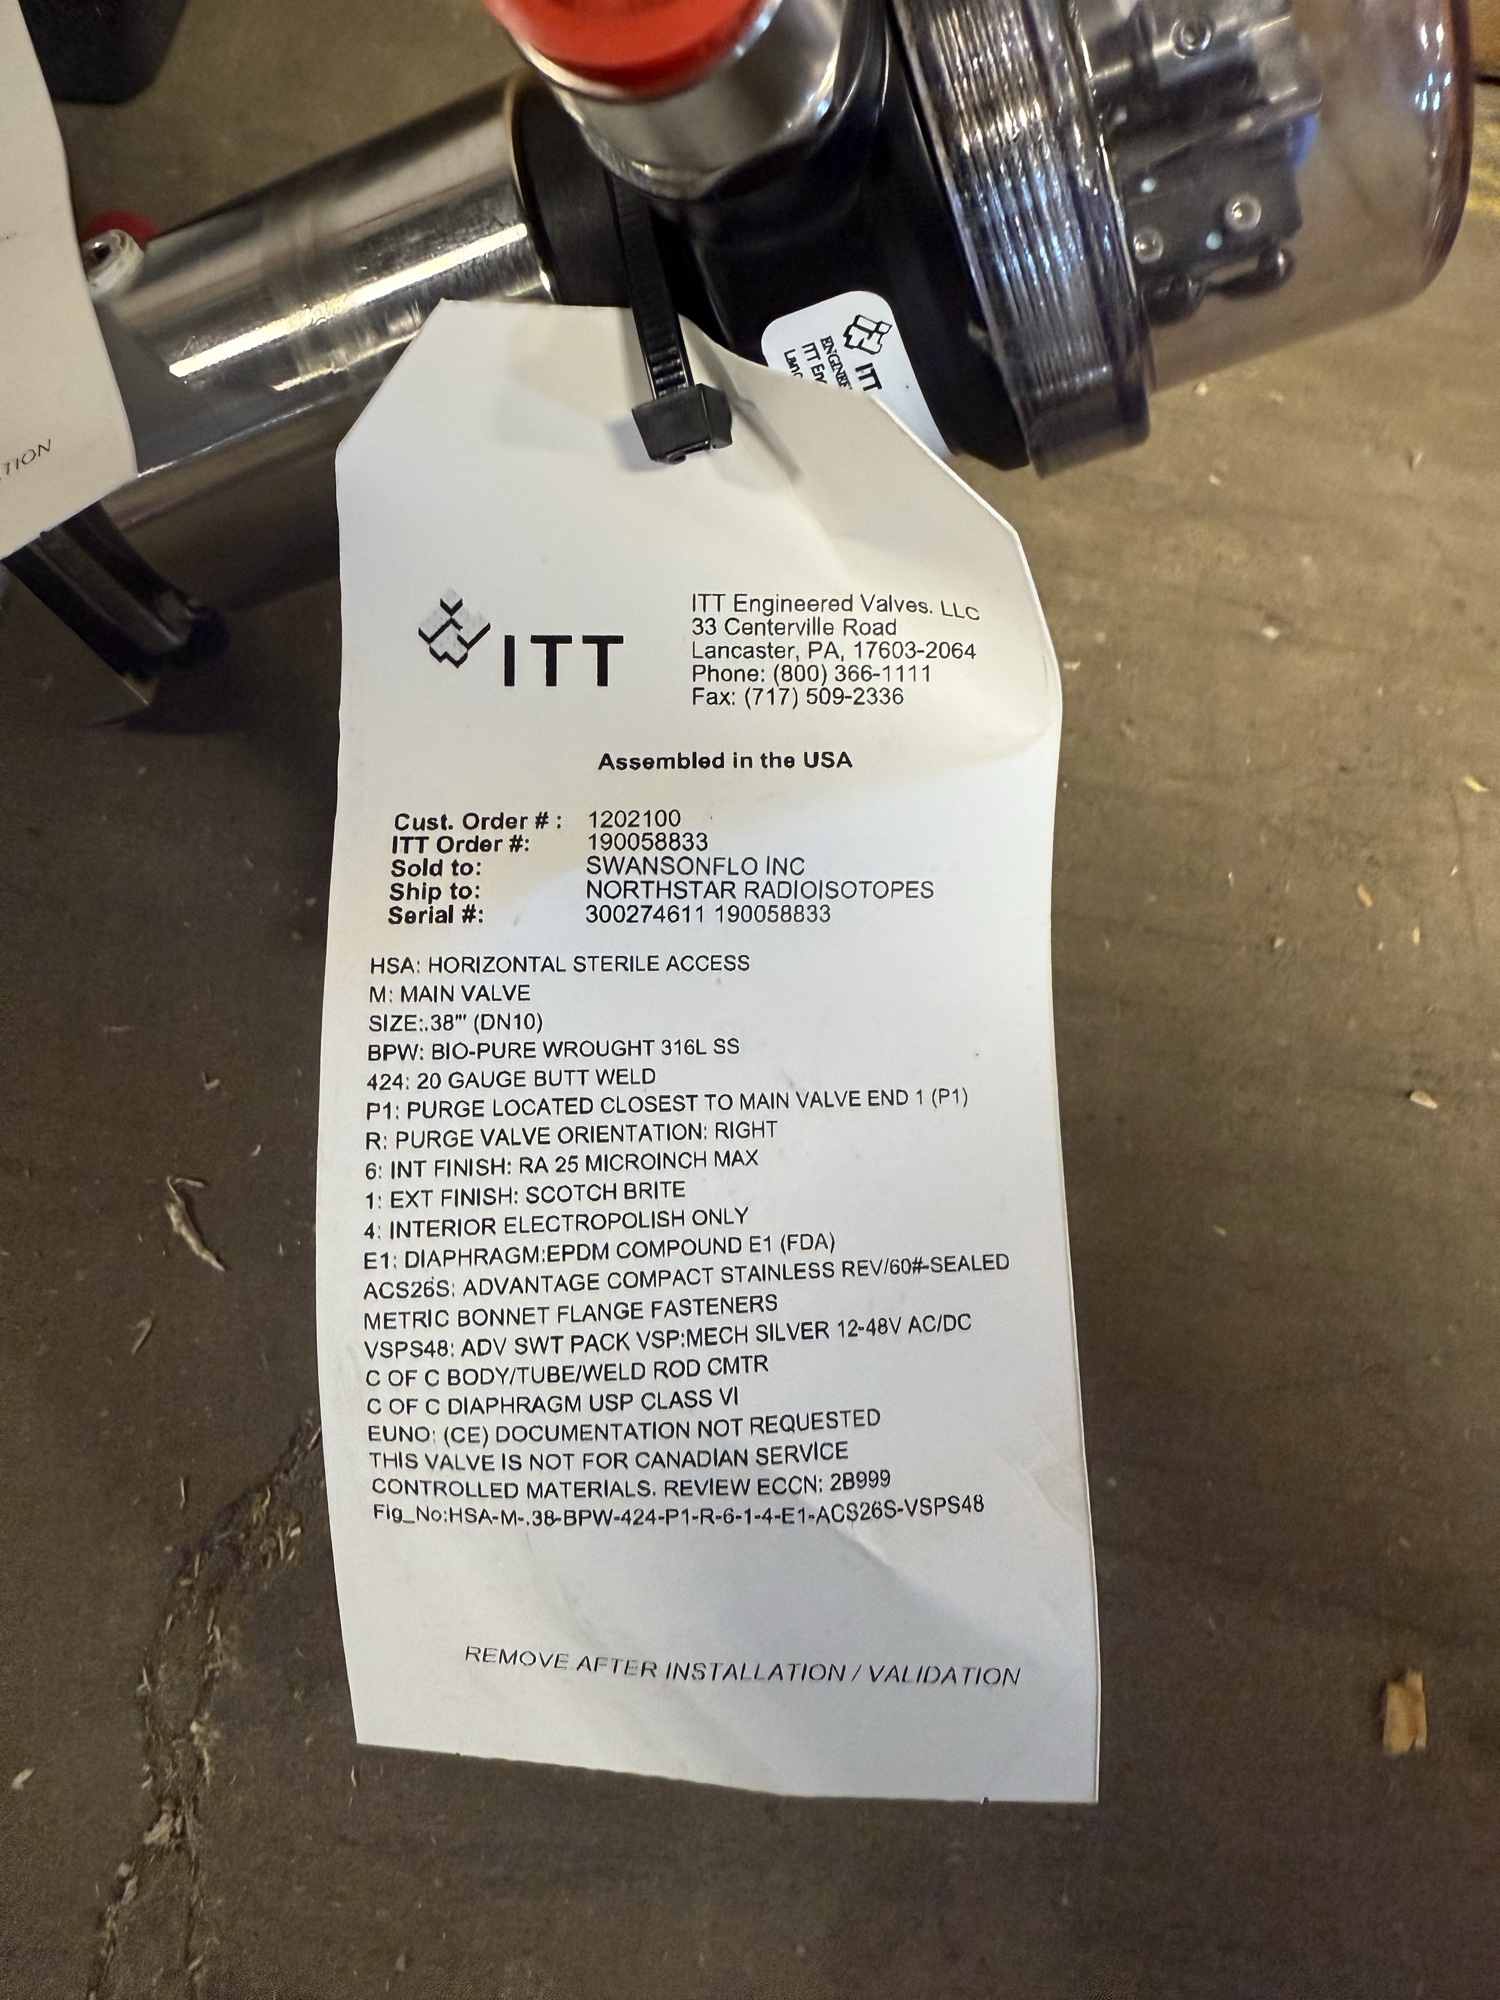 TION
ITT
ENGINE
ITT En
Lanc
ITT
ITT Engineered Valves. LLC
33 Centerville Road
Lancaster, PA, 17603-2064
Phone: (800) 366-1111
Fax: (717) 509-2336
Assembled in the USA
Cust. Order # : 1202100
ITT Order #: 190058833
Sold to: SWANSONFLO INC
Ship to: NORTHSTAR RADIOISOTOPES
Serial #: 300274611 190058833
HSA: HORIZONTAL STERILE ACCESS
M: MAIN VALVE
SIZE:.38"' (DN10)
BPW: BIO-PURE WROUGHT 316L SS
424: 20 GAUGE BUTT WELD
P1: PURGE LOCATED CLOSEST TO MAIN VALVE END 1 (P1)
R: PURGE VALVE ORIENTATION: RIGHT
6: INT FINISH: RA 25 MICROINCH MAX
1: EXT FINISH: SCOTCH BRITE
4: INTERIOR ELECTROPOLISH ONLY
E1: DIAPHRAGM:EPDM COMPOUND E1 (FDA)
ACS26S: ADVANTAGE COMPACT STAINLESS REV/60#-SEALED
METRIC BONNET FLANGE FASTENERS
VSPS48: ADV SWT PACK VSP:MECH SILVER 12-48V AC/DC
C OF C BODY/TUBE/WELD ROD CMTR
C OF C DIAPHRAGM USP CLASS VI
EUNO: (CE) DOCUMENTATION NOT REQUESTED
THIS VALVE IS NOT FOR CANADIAN SERVICE
CONTROLLED MATERIALS. REVIEW ECCN: 2B999
Fig_No:HSA-M-.38-BPW-424-P1-R-6-1-4-E1-ACS26S-VSPS48
REMOVE AFTER INSTALLATION / VALIDATION